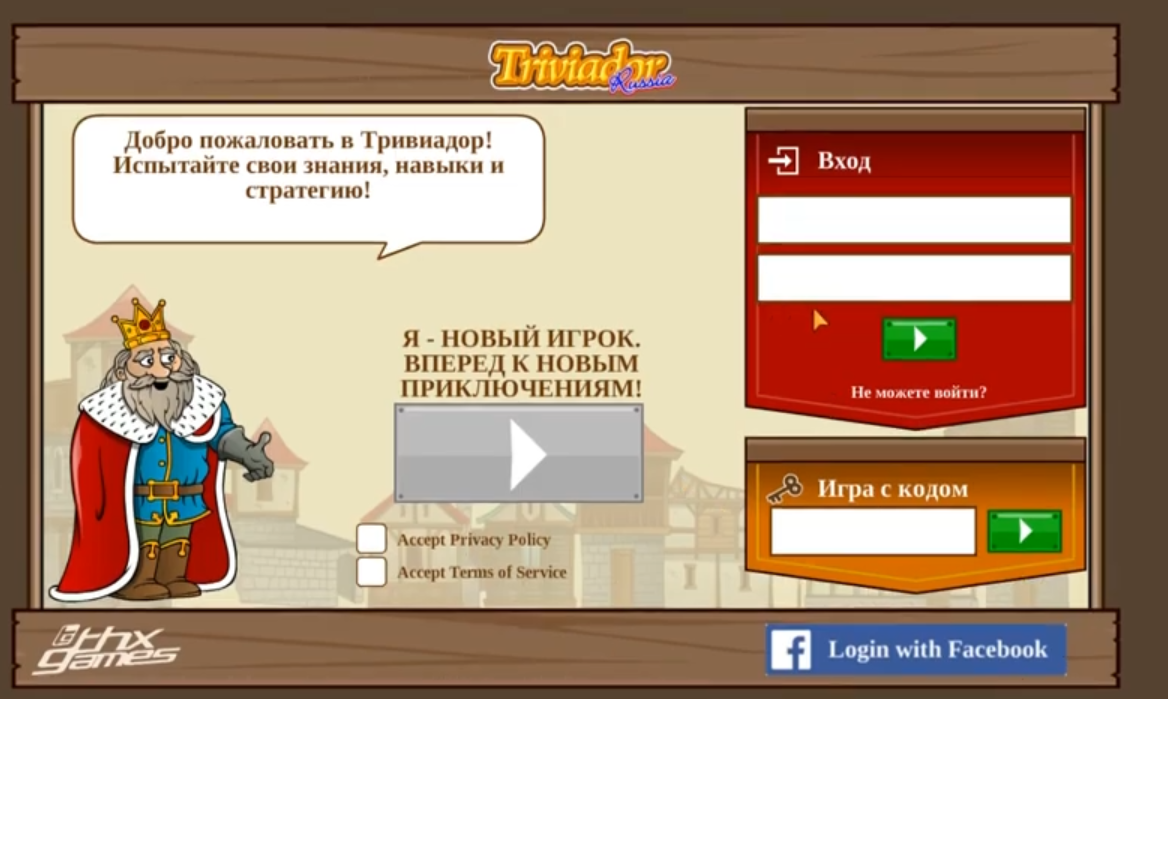 Triviador
Russia
Добро пожаловать в Тривиадор!
Испытайте свои знания, навыки и
стратегию!
Вход
Я - НОВЫЙ ИГРОК.
ВПЕРЕД К НОВЫМ
ПРИКЛЮЧЕНИЯМ!
Не можете войти?
Игра с кодом
Accept Privacy Policy
Accept Terms of Service
thx
games
Login with Facebook